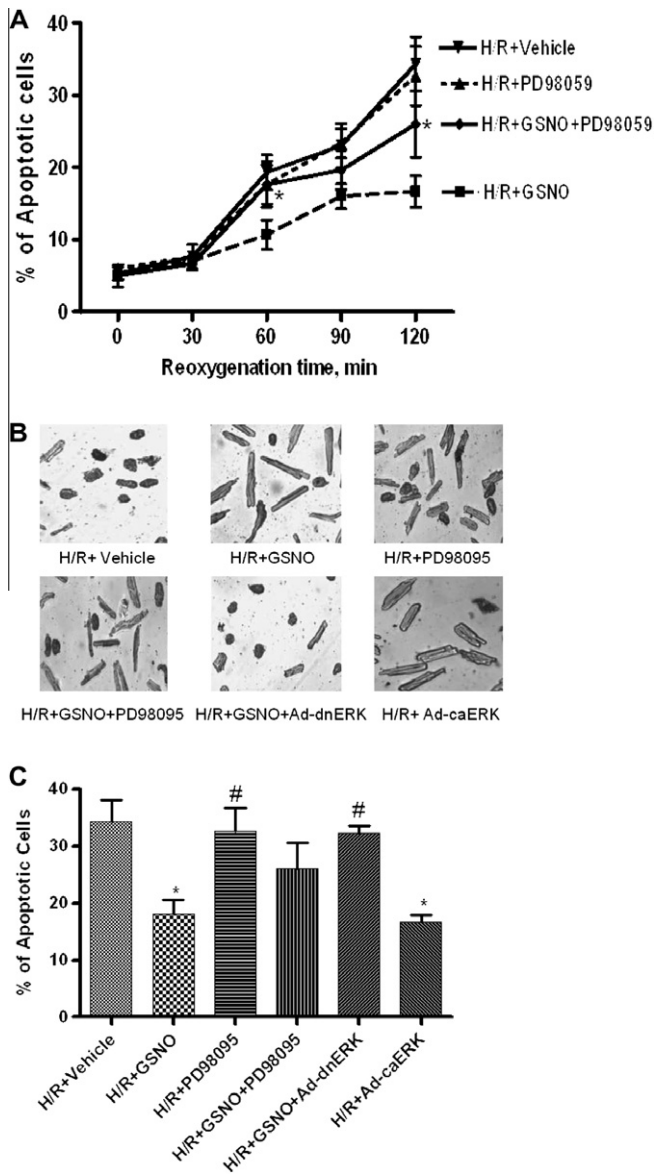 A
% of Apoptotic cells
40
30
20
10
0
0 30 60 90 120
Reoxygenation time, min
H/R+Vehicle
H/R+PD98059
H/R+GSNO+PD98059
H/R+GSNO
*
*
B
H/R+ Vehicle H/R+GSNO H/R+PD98095
H/R+GSNO+PD98095 H/R+GSNO+Ad-dnERK H/R+ Ad-caERK
C
% of Apoptotic Cells
40
30
20
10
0
* # # *
H/R+Vehicle
H/R+GSNO
H/R+PD98095
H/R+GSNO+PD98095
H/R+GSNO+Ad-dnERK
H/R+Ad-caERK